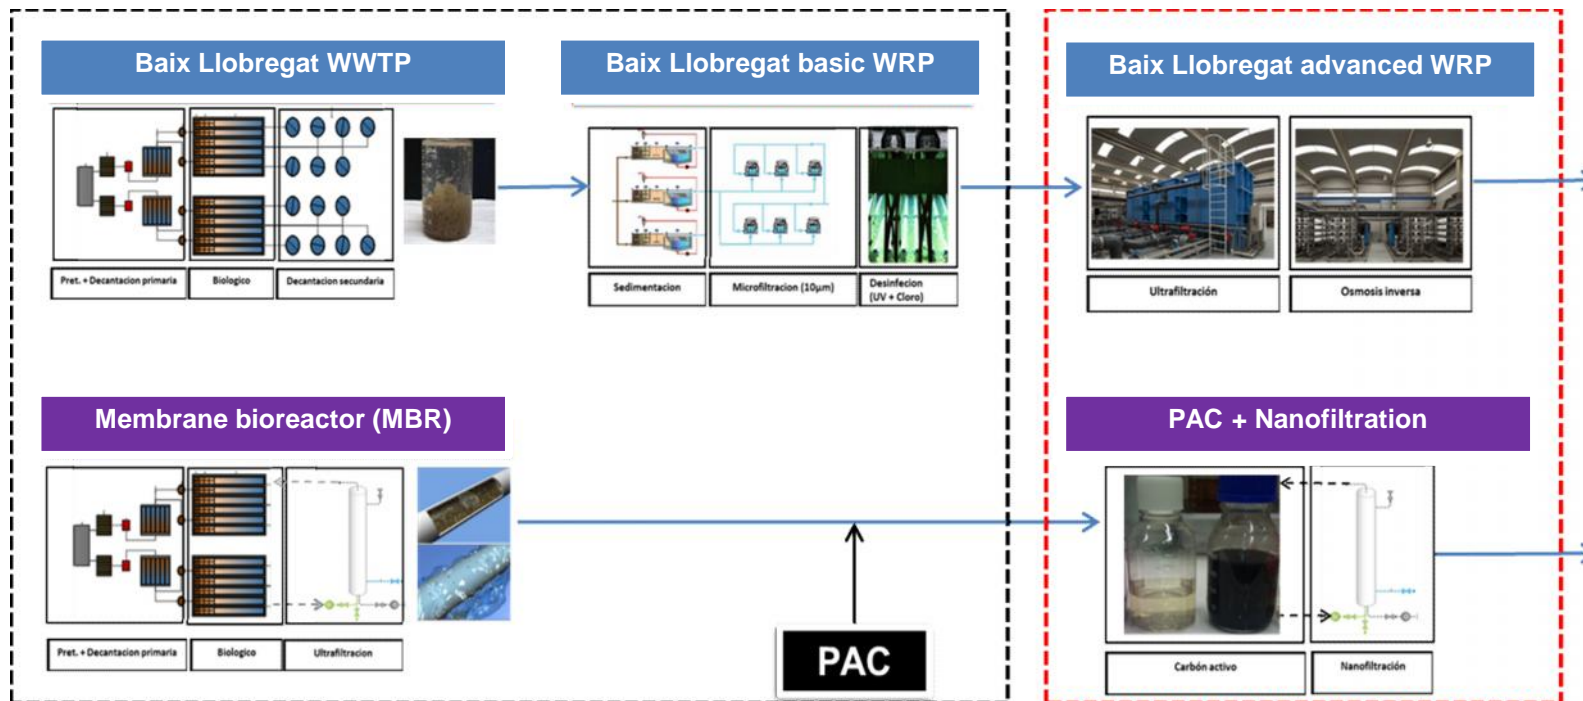 Baix Llobregat WWTP
Baix Llobregat basic WRP
Baix Llobregat advanced WRP
Pret. + Decantacion primaria
Biologico
Decantacion secundaria
Sedimentacion
Microfiltracion (10µm)
Desinfecion
(UV + Cloro)
Ultrafiltración
Osmosis inversa
Membrane bioreactor (MBR)
PAC + Nanofiltration
Pret. + Decantacion primaria
Biologico
Ultrafiltracion
PAC
Carbón activo
Nanofiltración